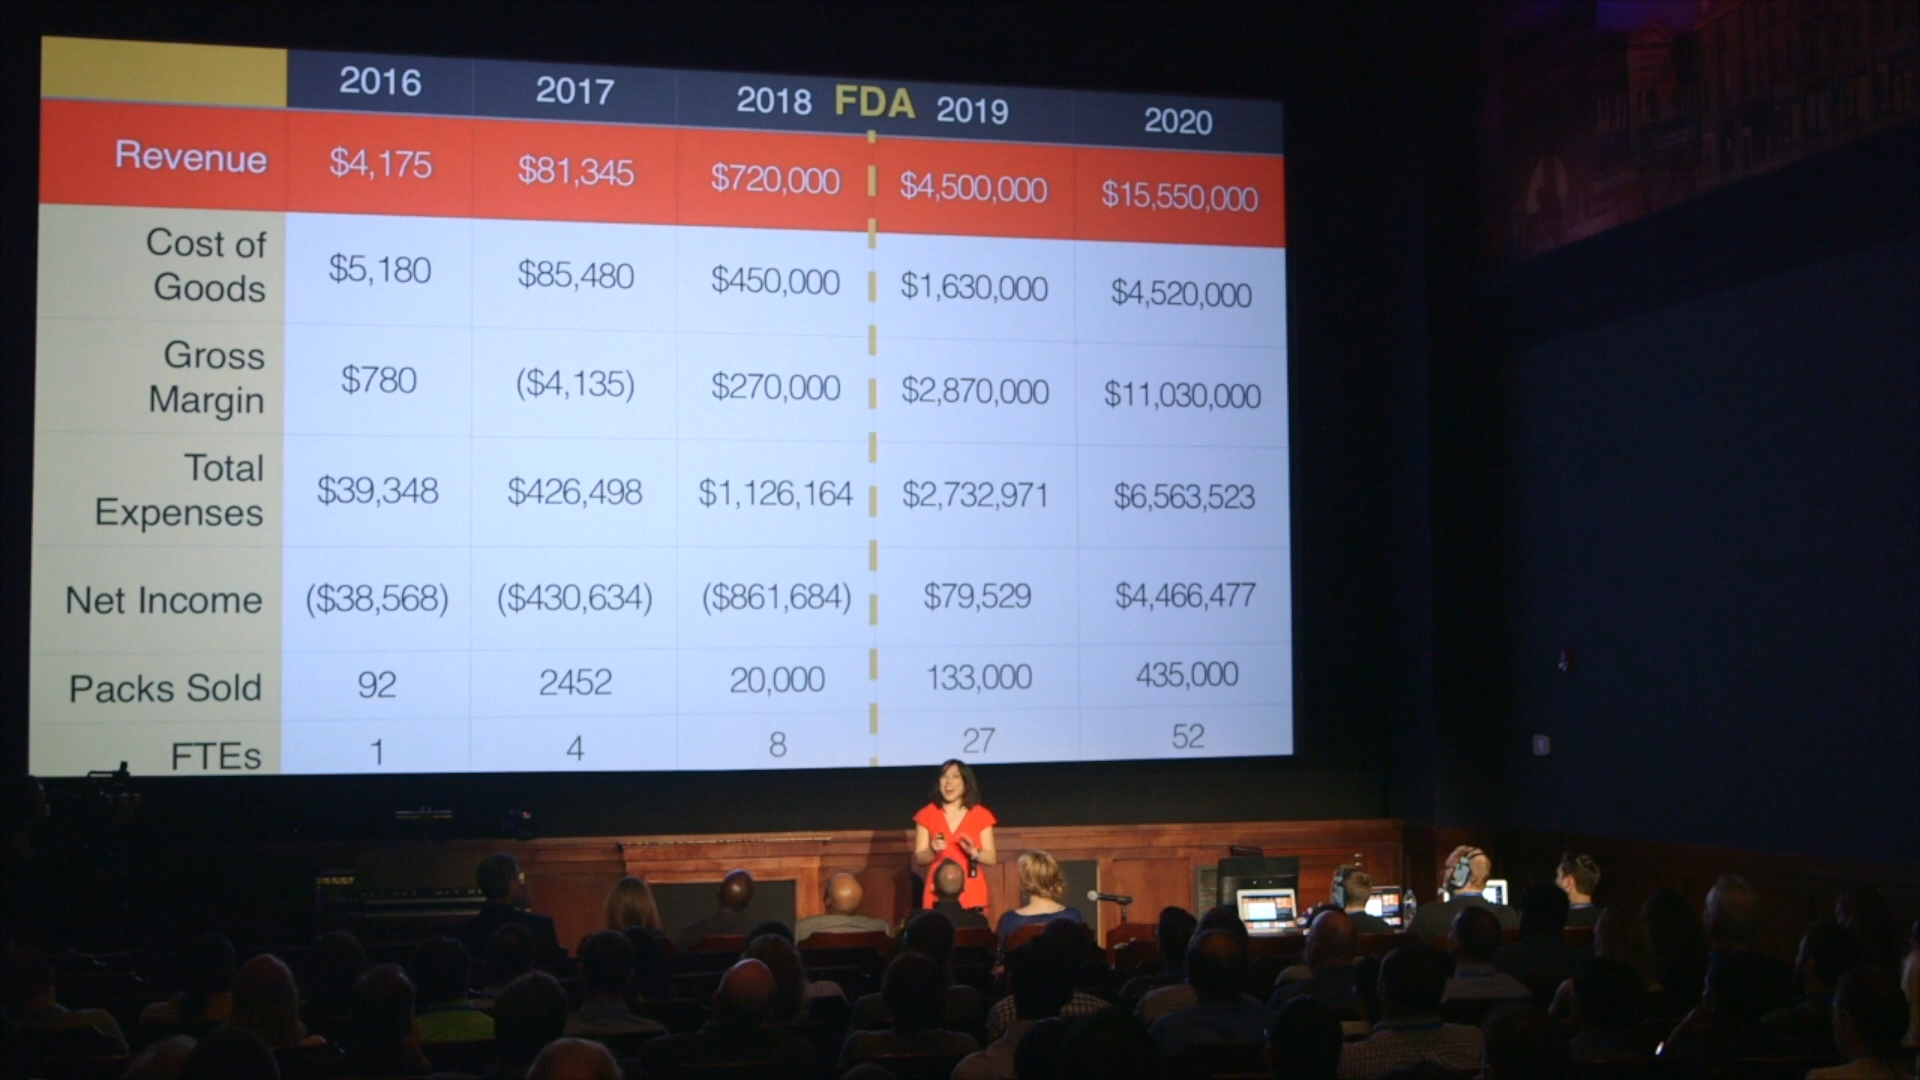 2016 2017 2018 FDA 2019 2020
Revenue $4,175 $81,345 $720,000 $4,500,000 $15,550,000
Cost of
Goods $5,180 $85,480 $450,000 $1,630,000 $4,520,000
Gross
Margin $780 ($4,135) $270,000 $2,870,000 $11,030,000
Total
Expenses $39,348 $426,498 $1,126,164 $2,732,971 $6,563,523
Net Income ($38,568) ($430,634) ($861,684) $79,529 $4,466,477
Packs Sold 92 2452 20,000 133,000 435,000
FTEs 1 4 8 27 52